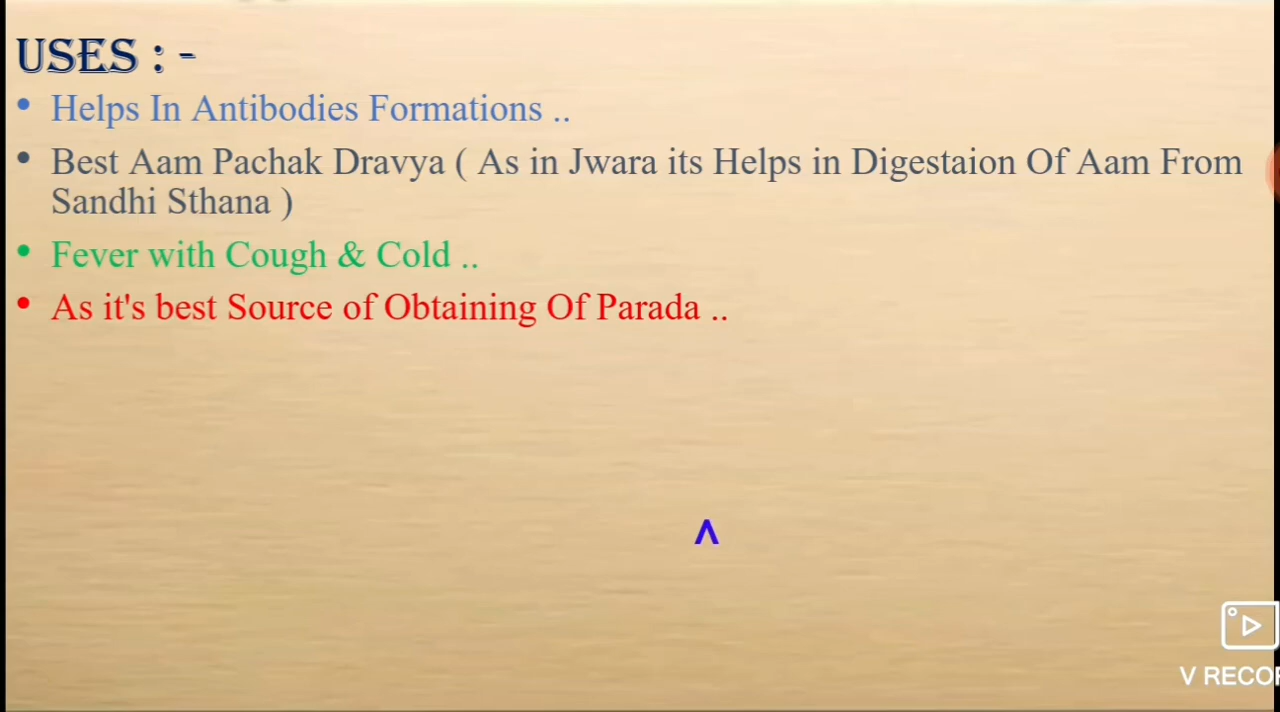 USES : -
• Helps In Antibodies Formations ..
• Best Aam Pachak Dravya ( As in Jwara its Helps in Digestaion Of Aam From
Sandhi Sthana )
• Fever with Cough & Cold ..
• As it's best Source of Obtaining Of Parada ..
^
V RECOR